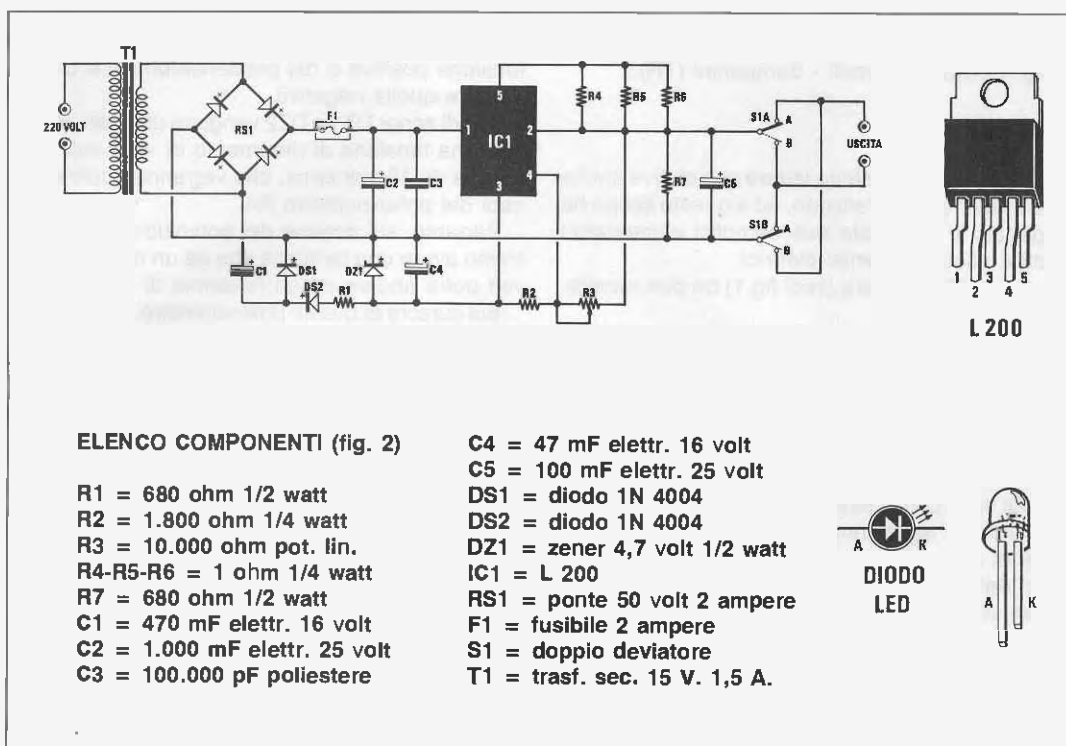 T1
220 VOLT
RS1
F1
C2
C3
1
5
IC1
2
4
3
R4
R5
R6
R7
C5
S1A
A
B
USCITA
S1B
A
B
C1
DS1
DS2
R1
DZ1
C4
R2
R3
1
2
3
4
5
L 200
ELENCO COMPONENTI (fig. 2)
R1 = 680 ohm 1/2 watt
R2 = 1.800 ohm 1/4 watt
R3 = 10.000 ohm pot. lin.
R4-R5-R6 = 1 ohm 1/4 watt
R7 = 680 ohm 1/2 watt
C1 = 470 mF elettr. 16 volt
C2 = 1.000 mF elettr. 25 volt
C3 = 100.000 pF poliestere
C4 = 47 mF elettr. 16 volt
C5 = 100 mF elettr. 25 volt
DS1 = diodo 1N 4004
DS2 = diodo 1N 4004
DZ1 = zener 4,7 volt 1/2 watt
IC1 = L 200
RS1 = ponte 50 volt 2 ampere
F1 = fusibile 2 ampere
S1 = doppio deviatore
T1 = trasf. sec. 15 V. 1,5 A.
A
K
DIODO
LED
A
K